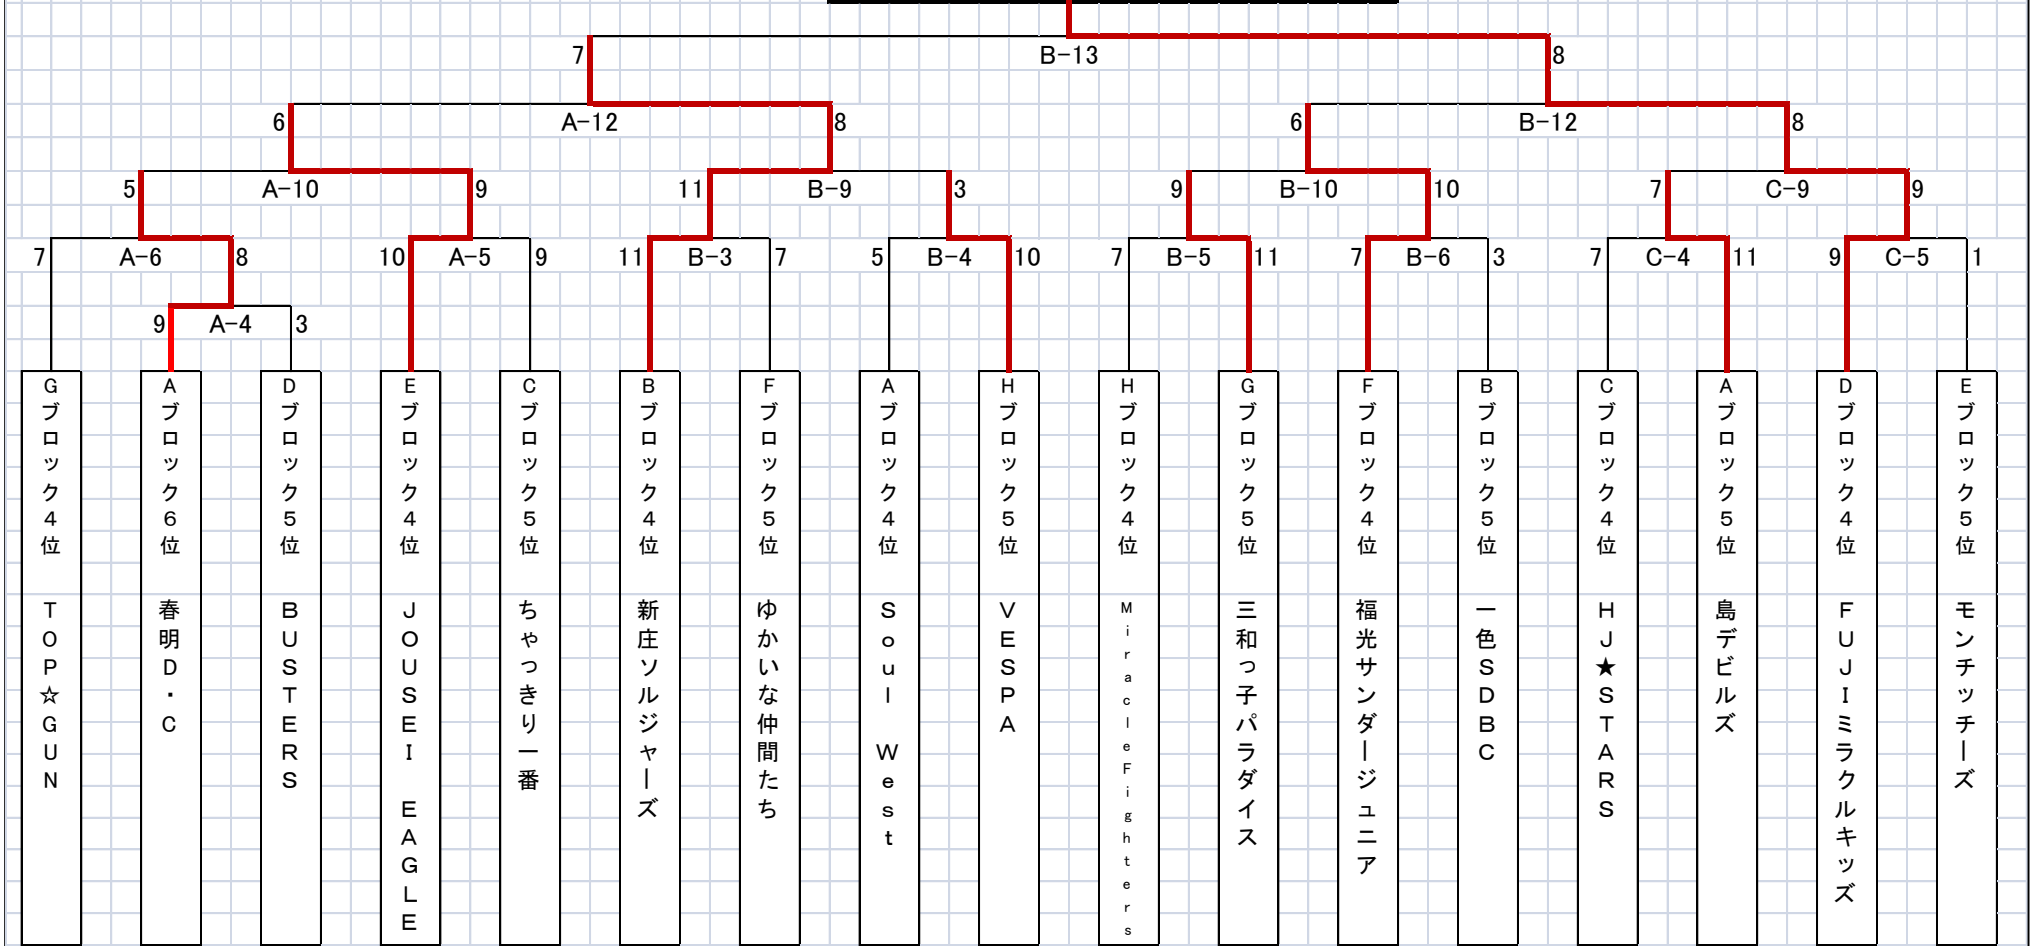 7 B-13 8
6 A-12 8 6 B-12 8
5 A-10 9 11 B-9 3 9 B-10 10 7 C-9 9
7 A-6 8 10 A-5 9 11 B-3 7 5 B-4 10 7 B-5 11 7 B-6 3 7 C-4 11 9 C-5 1
9 A-4 3
Gブロック4位 TOP☆GUN
Aブロック6位 春明D・C
Dブロック5位 BUSTERS
Eブロック4位 JOUSEI EAGLE
Cブロック5位 ちゃっきり一番
Bブロック4位 新庄ソルジャーズ
Fブロック5位 ゆかいな仲間たち
Aブロック4位 Soul West
Hブロック5位 VESPA
Hブロック4位 MiracleFighters
Gブロック5位 三和っ子パラダイス
Fブロック4位 福光サンダージュニア
Bブロック5位 一色SDBC
Cブロック4位 HJ★STARS
Aブロック5位 島デビルズ
Dブロック4位 FUJIミラクルキッズ
Eブロック5位 モンチッチーズ